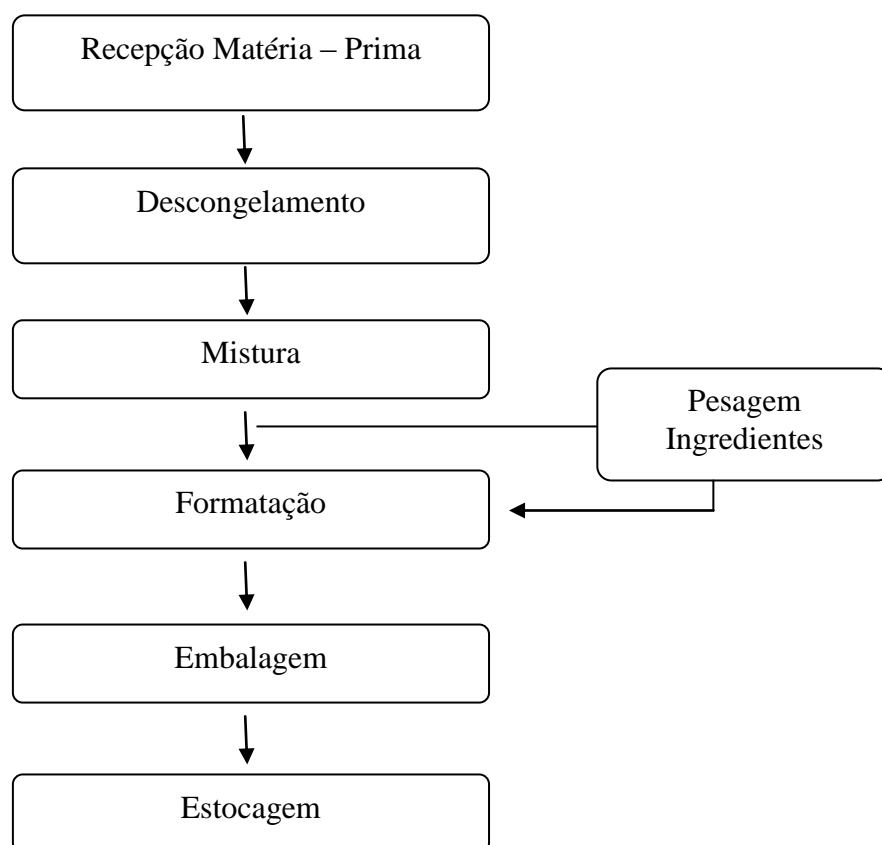 Recepção Matéria – Prima
Descongelamento
Mistura
Pesagem
Ingredientes
Formatação
Embalagem
Estocagem